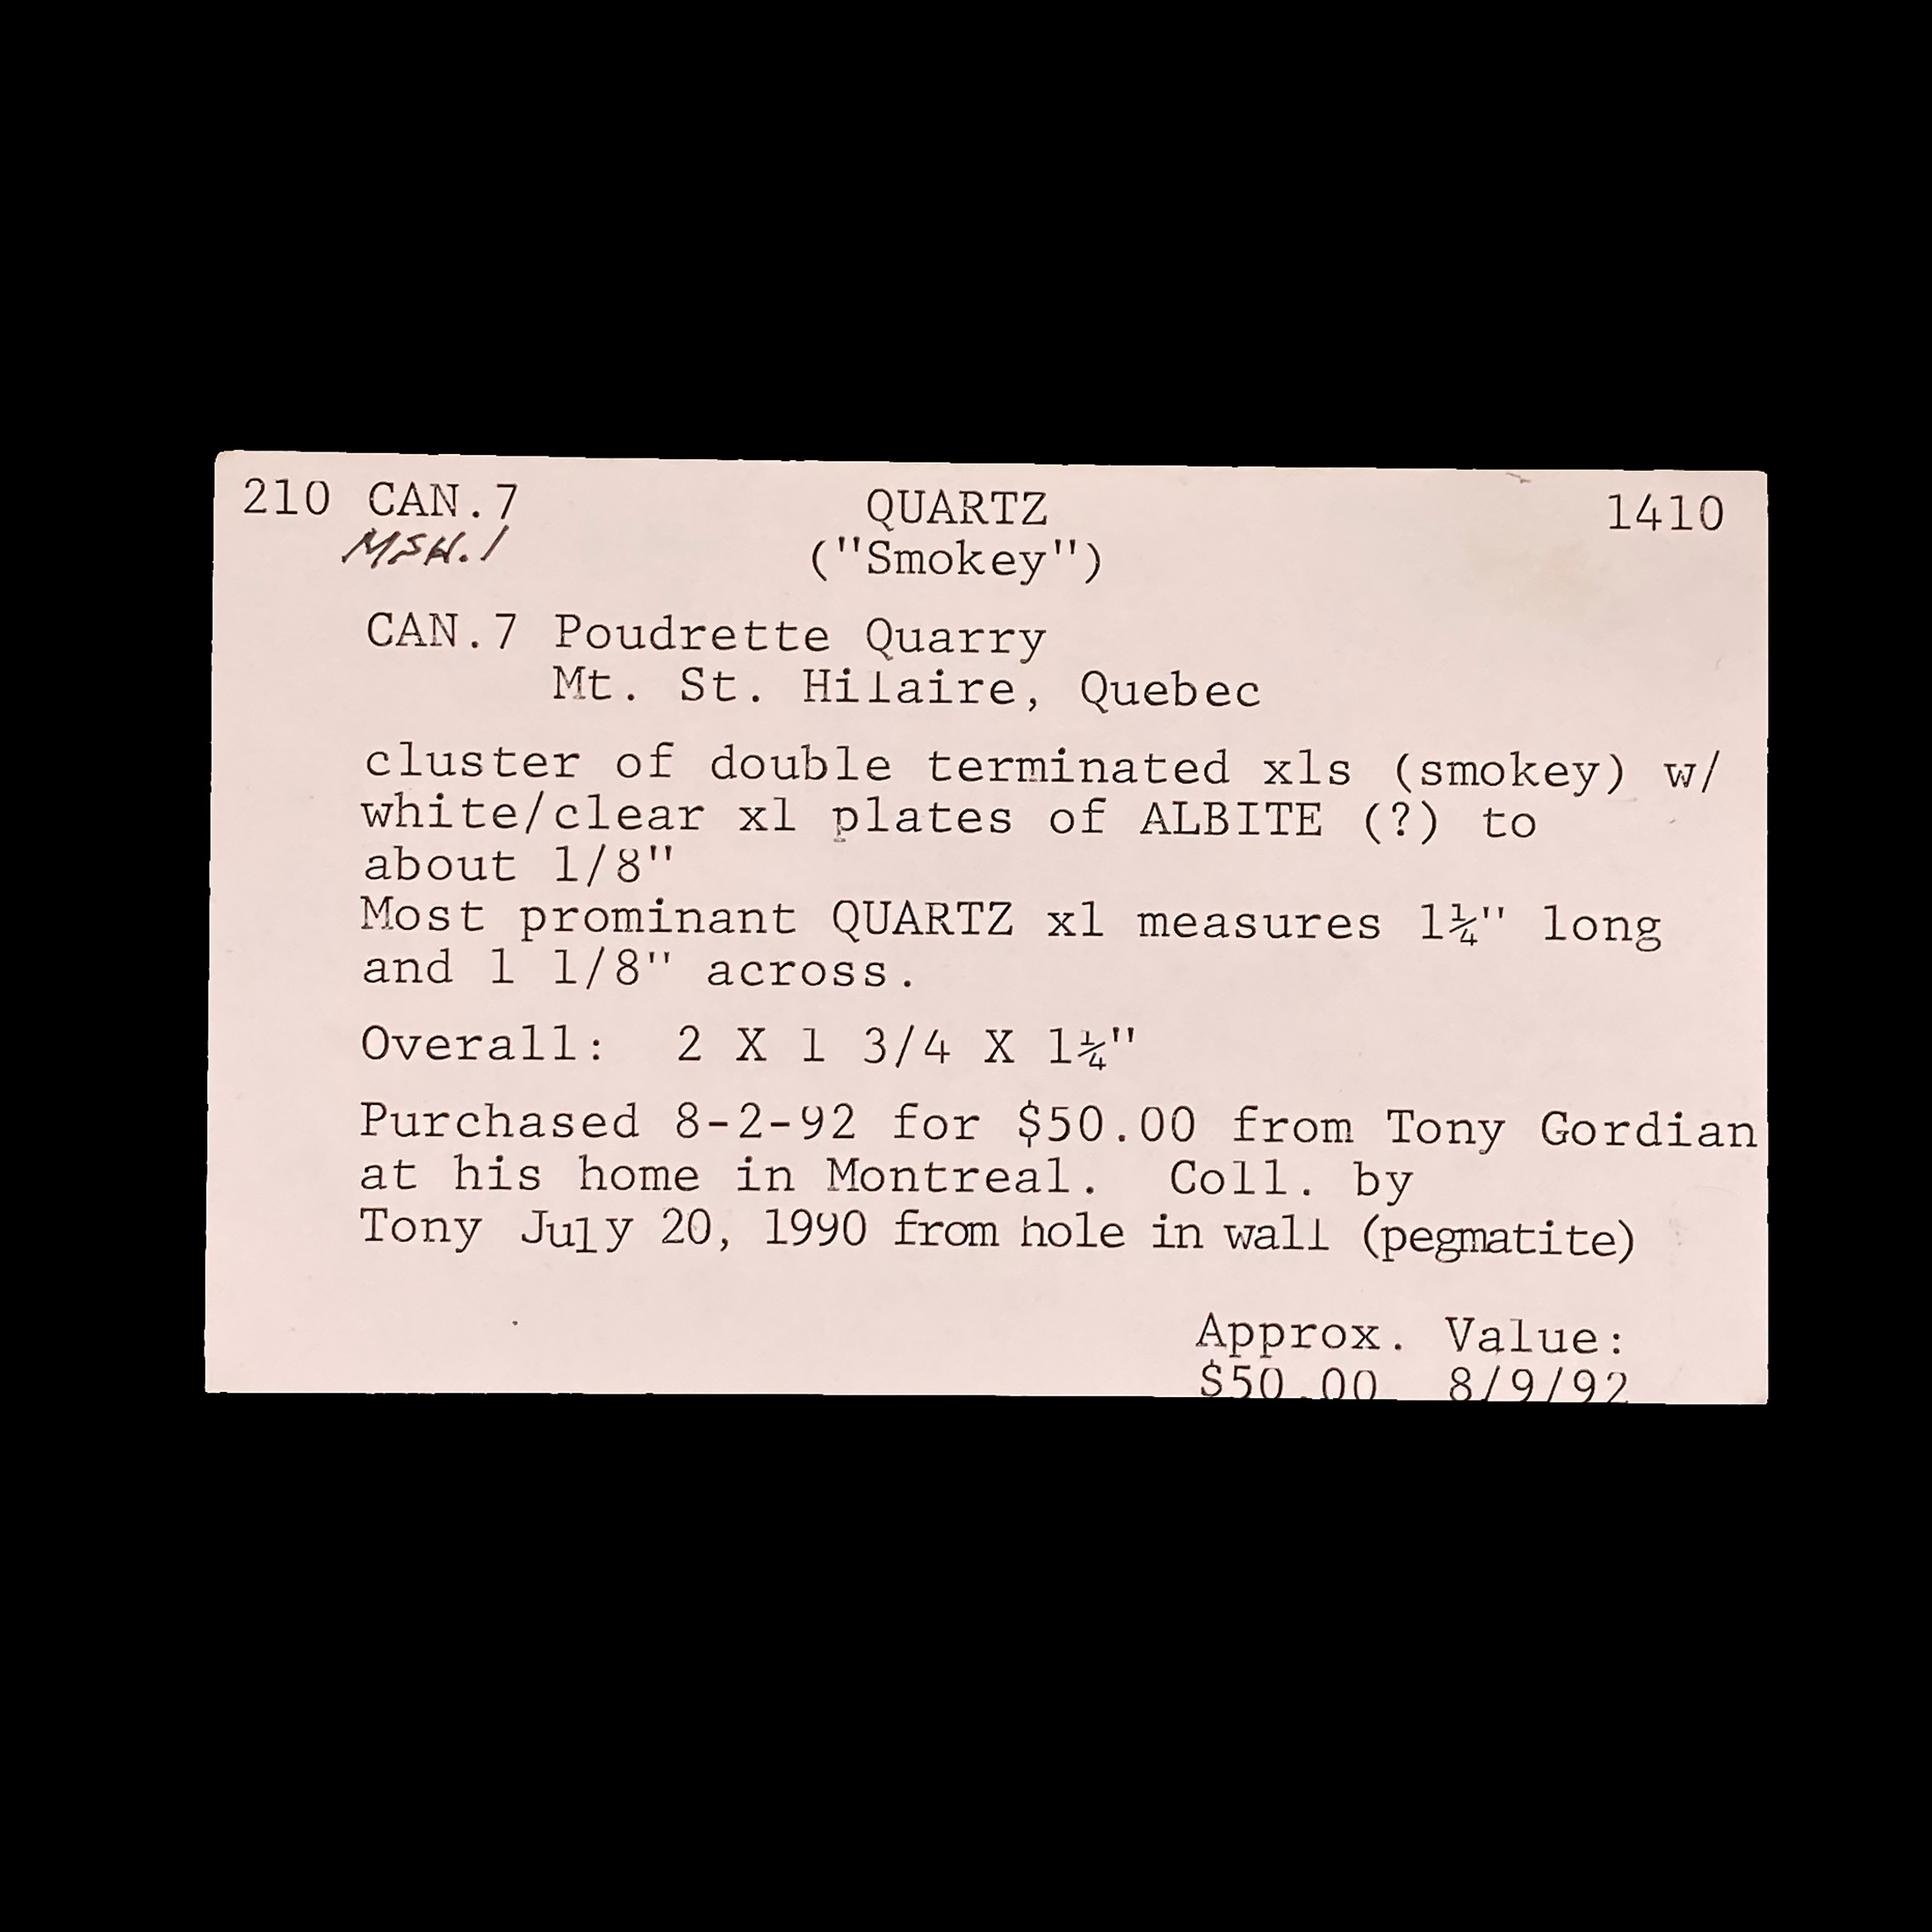 210 CAN.7 QUARTZ 1410
MSH.1 ("Smokey")
CAN.7 Poudrette Quarry
Mt. St. Hilaire, Quebec
cluster of double terminated xls (smokey) w/
white/clear xl plates of ALBITE (?) to
about 1/8"
Most prominant QUARTZ xl measures 1¼" long
and 1 1/8" across.
Overall: 2 X 1 3/4 X 1¼"
Purchased 8-2-92 for $50.00 from Tony Gordian
at his home in Montreal. Coll. by
Tony July 20, 1990 from hole in wall (pegmatite)
Approx. Value:
$50.00 8/9/92